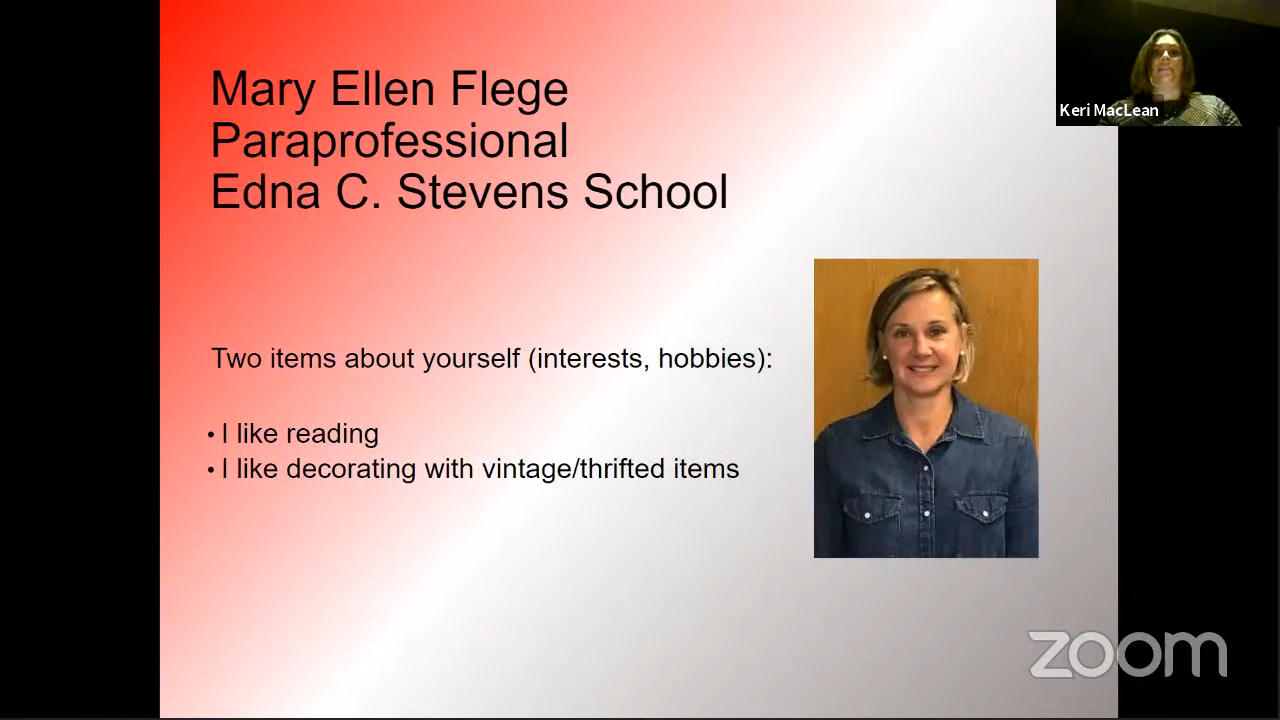 Mary Ellen Flege
Paraprofessional
Edna C. Stevens School
Keri MacLean
Two items about yourself (interests, hobbies):
• I like reading
• I like decorating with vintage/thrifted items
zoom